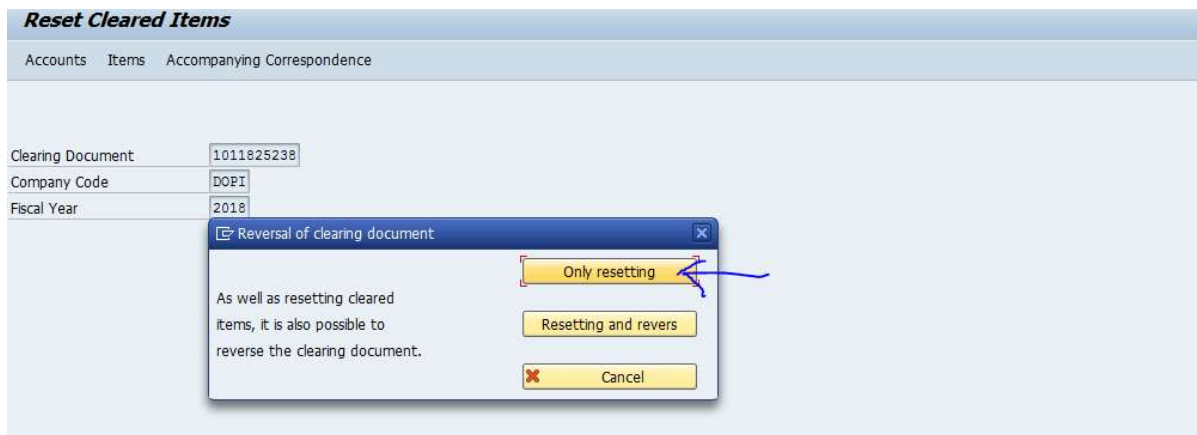 Reset Cleared Items
Accounts Items Accompanying Correspondence
Clearing Document 1011825238
Company Code DOPI
Fiscal Year 2018
Reversal of clearing document
Only resetting
As well as resetting cleared
items, it is also possible to
Resetting and revers
reverse the clearing document.
Cancel